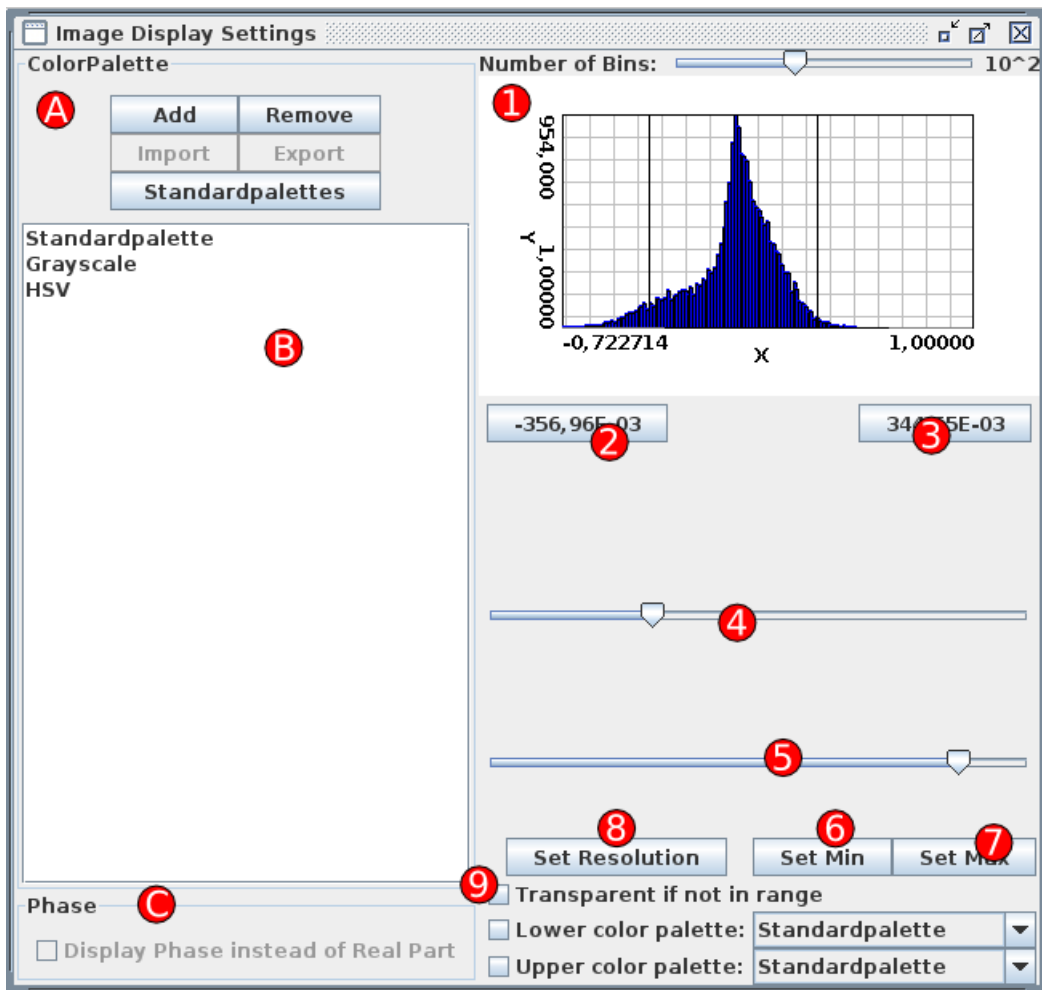 Image Display Settings
ColorPalette
A
Add Remove
Import Export
Standardpalettes
Standardpalette
Grayscale
HSV
B
Phase
C
Display Phase instead of Real Part
Number of Bins: 10^2
1
954,000
Y
1,00000
-0,722714 X 1,00000
-356,96E-03
2
3
4
5
8 6 7
Set Resolution Set Min Set Max
9
Transparent if not in range
Lower color palette: Standardpalette
Upper color palette: Standardpalette